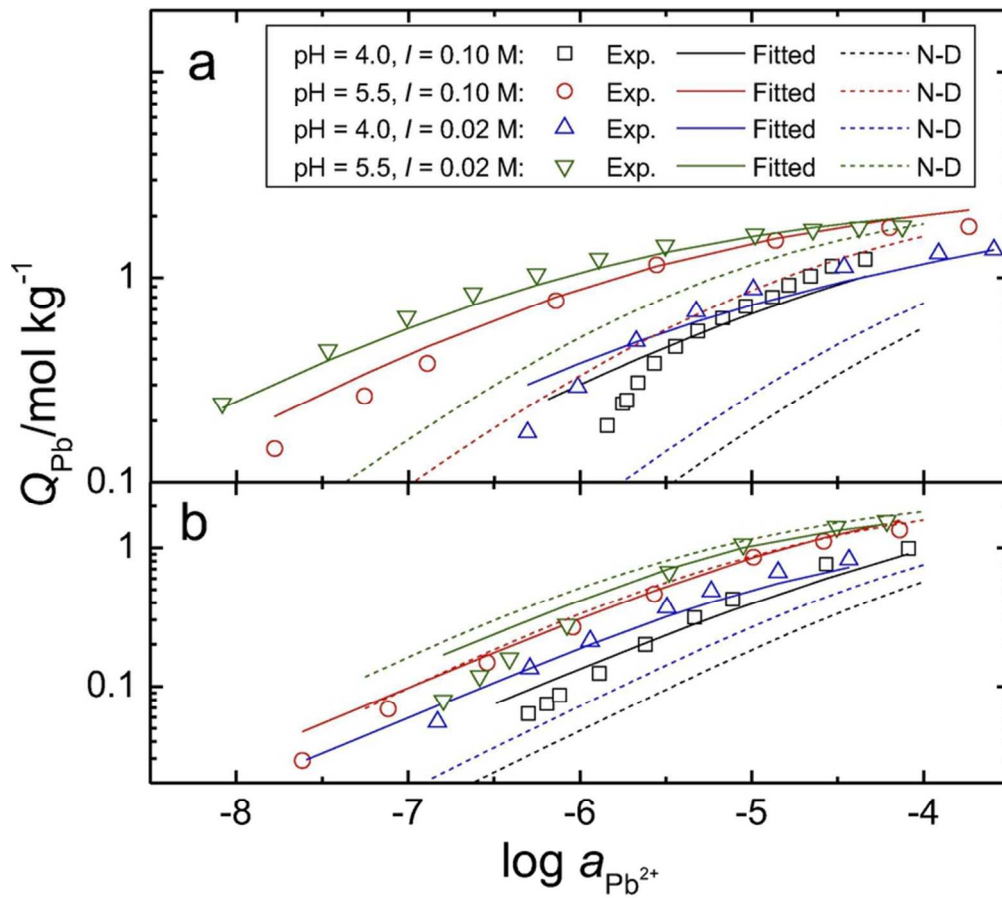 a
pH = 4.0, I = 0.10 M: Exp. Fitted N-D
pH = 5.5, I = 0.10 M: Exp. Fitted N-D
pH = 4.0, I = 0.02 M: Exp. Fitted N-D
pH = 5.5, I = 0.02 M: Exp. Fitted N-D
1
Q_Pb/mol kg⁻¹
0.1
b
1
0.1
-8 -7 -6 -5 -4
log a_Pb²⁺